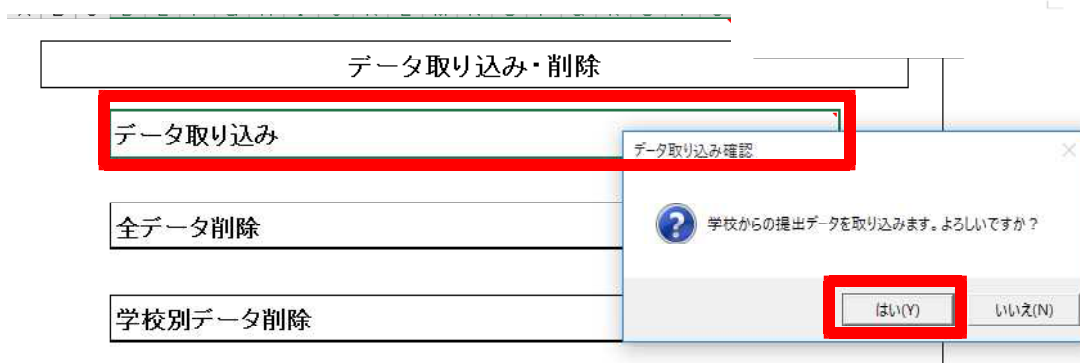 データ取り込み・削除
データ取り込み
データ取り込み確認
全データ削除
学校からの提出データを取り込みます。よろしいですか？
はい(Y)
いいえ(N)
学校別データ削除